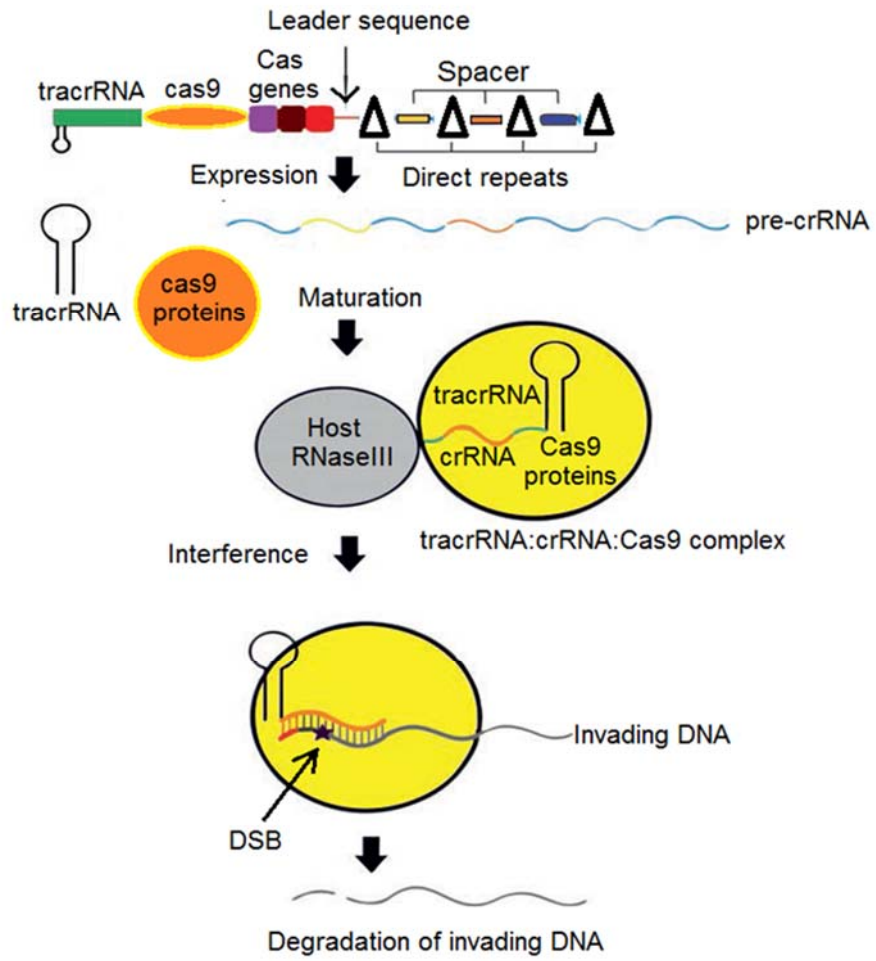 Leader sequence
Cas
genes
tracrRNA
cas9
Spacer
Expression
Direct repeats
pre-crRNA
tracrRNA
cas9
proteins
Maturation
Host
RNaseIII
tracrRNA
crRNA
Cas9
proteins
tracrRNA:crRNA:Cas9 complex
Interference
Invading DNA
DSB
Degradation of invading DNA